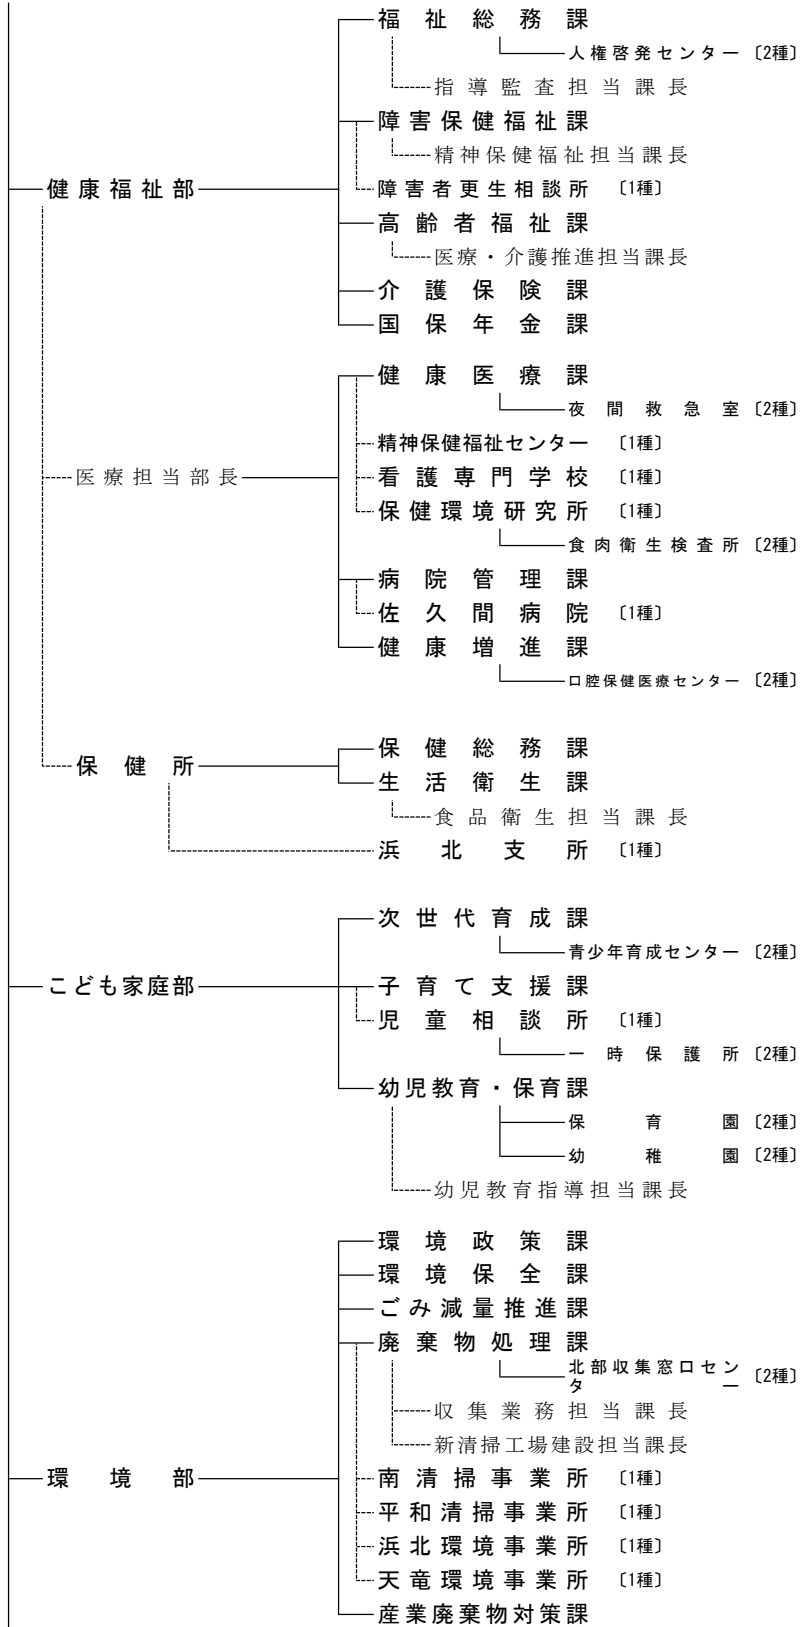 福祉総務課
人権啓発センター〔2種〕
指導監査担当課長
障害保健福祉課
精神保健福祉担当課長
健康福祉部
障害者更生相談所〔1種〕
高齢者福祉課
医療・介護推進担当課長
介護保険課
国保年金課
健康医療課
夜間救急室〔2種〕
精神保健福祉センター〔1種〕
医療担当部長
看護専門学校〔1種〕
保健環境研究所〔1種〕
食肉衛生検査所〔2種〕
病院管理課
佐久間病院〔1種〕
健康増進課
口腔保健医療センター〔2種〕
保健所
保健総務課
生活衛生課
食品衛生担当課長
浜北支所〔1種〕
次世代育成課
青少年育成センター〔2種〕
こども家庭部
子育て支援課
児童相談所〔1種〕
一時保護所〔2種〕
幼児教育・保育課
保育園〔2種〕
幼稚園〔2種〕
幼児教育指導担当課長
環境政策課
環境保全課
ごみ減量推進課
廃棄物処理課
北部収集窓口セン
ター〔2種〕
収集業務担当課長
新清掃工場建設担当課長
環境部
南清掃事業所〔1種〕
平和清掃事業所〔1種〕
浜北環境事業所〔1種〕
天竜環境事業所〔1種〕
産業廃棄物対策課